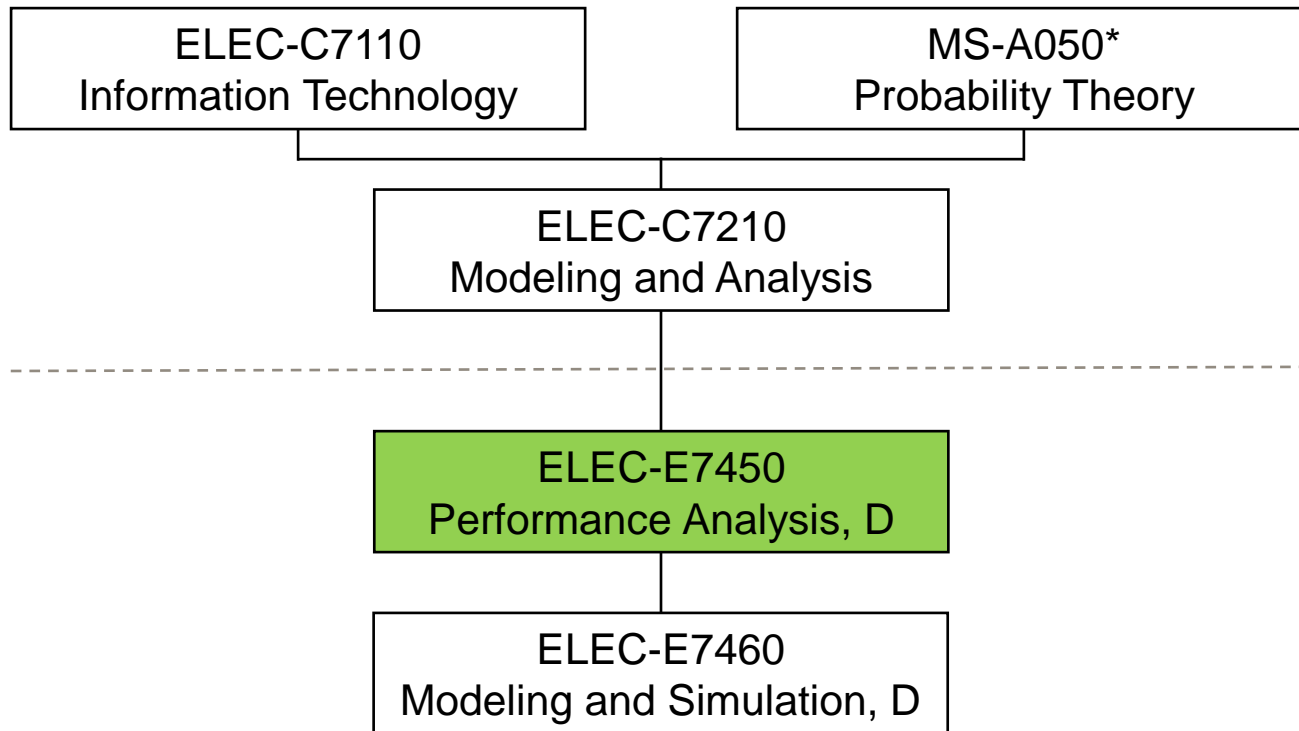 ELEC-C7110
Information Technology
MS-A050*
Probability Theory
ELEC-C7210
Modeling and Analysis
ELEC-E7450
Performance Analysis, D
ELEC-E7460
Modeling and Simulation, D